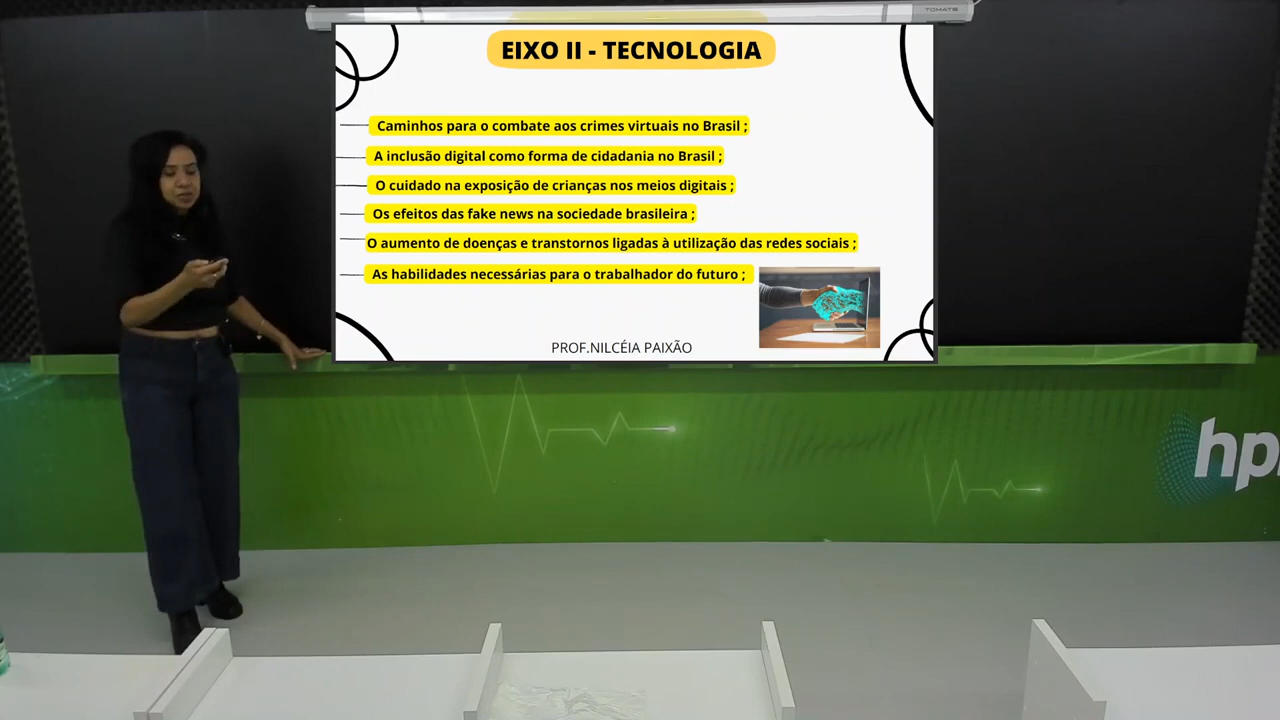 TOMATE
EIXO II - TECNOLOGIA
Caminhos para o combate aos crimes virtuais no Brasil ;
A inclusão digital como forma de cidadania no Brasil ;
O cuidado na exposição de crianças nos meios digitais ;
Os efeitos das fake news na sociedade brasileira ;
O aumento de doenças e transtornos ligadas à utilização das redes sociais ;
As habilidades necessárias para o trabalhador do futuro ;
PROF.NILCÉIA PAIXÃO